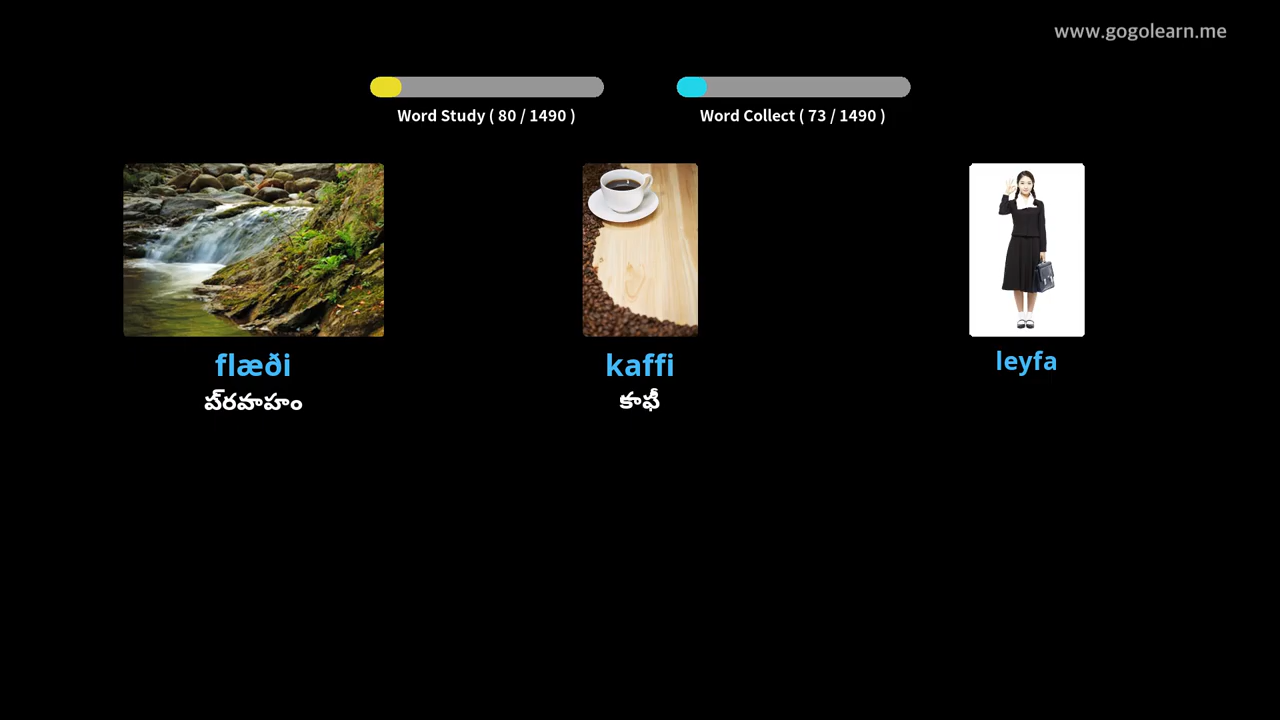 www.gogolearn.me
Word Study ( 80 / 1490 )
Word Collect ( 73 / 1490 )
flæði
kaffi
leyfa
ప్రవాహం
కాఫీ